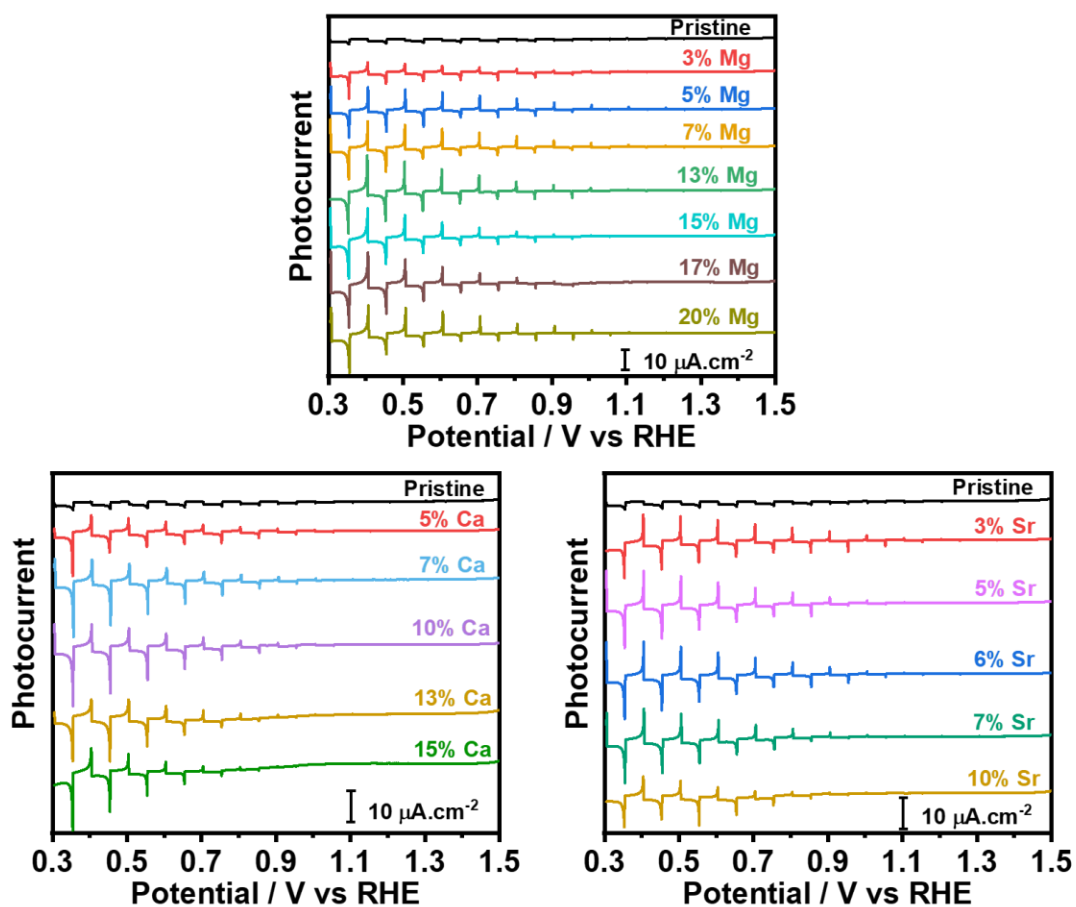 Pristine
3% Mg
5% Mg
7% Mg
13% Mg
15% Mg
17% Mg
20% Mg
10 μA.cm⁻²
Photocurrent
0.3 0.5 0.7 0.9 1.1 1.3 1.5
Potential / V vs RHE
Pristine
5% Ca
7% Ca
10% Ca
13% Ca
15% Ca
10 μA.cm⁻²
Photocurrent
0.3 0.5 0.7 0.9 1.1 1.3 1.5
Potential / V vs RHE
Pristine
3% Sr
5% Sr
6% Sr
7% Sr
10% Sr
10 μA.cm⁻²
Photocurrent
0.3 0.5 0.7 0.9 1.1 1.3 1.5
Potential / V vs RHE